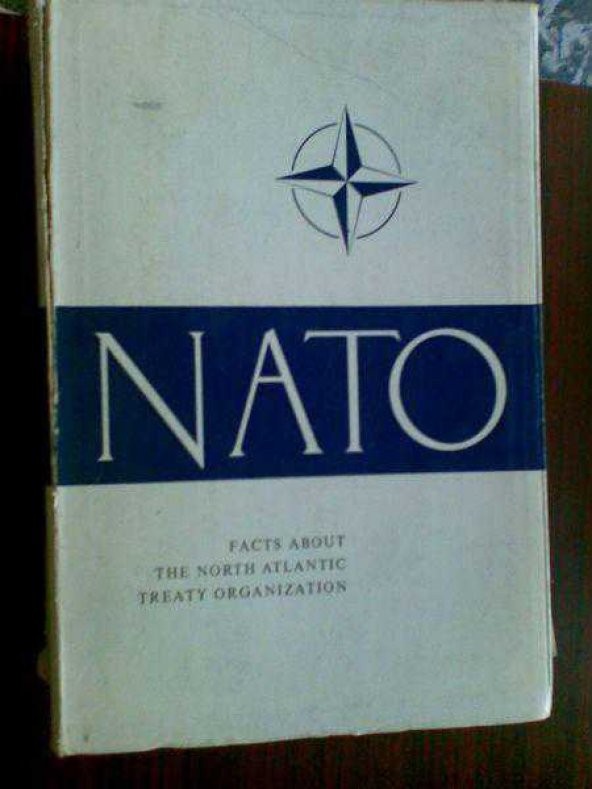 NATO
FACTS ABOUT
THE NORTH ATLANTIC
TREATY ORGANIZATION